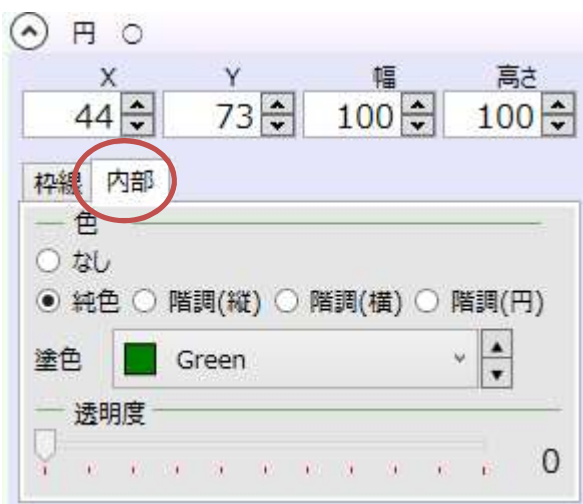 円 ○
X Y 幅 高さ
44 73 100 100
枠線 内部
色
なし
純色 階調(縦) 階調(横) 階調(円)
塗色 Green
透明度
0